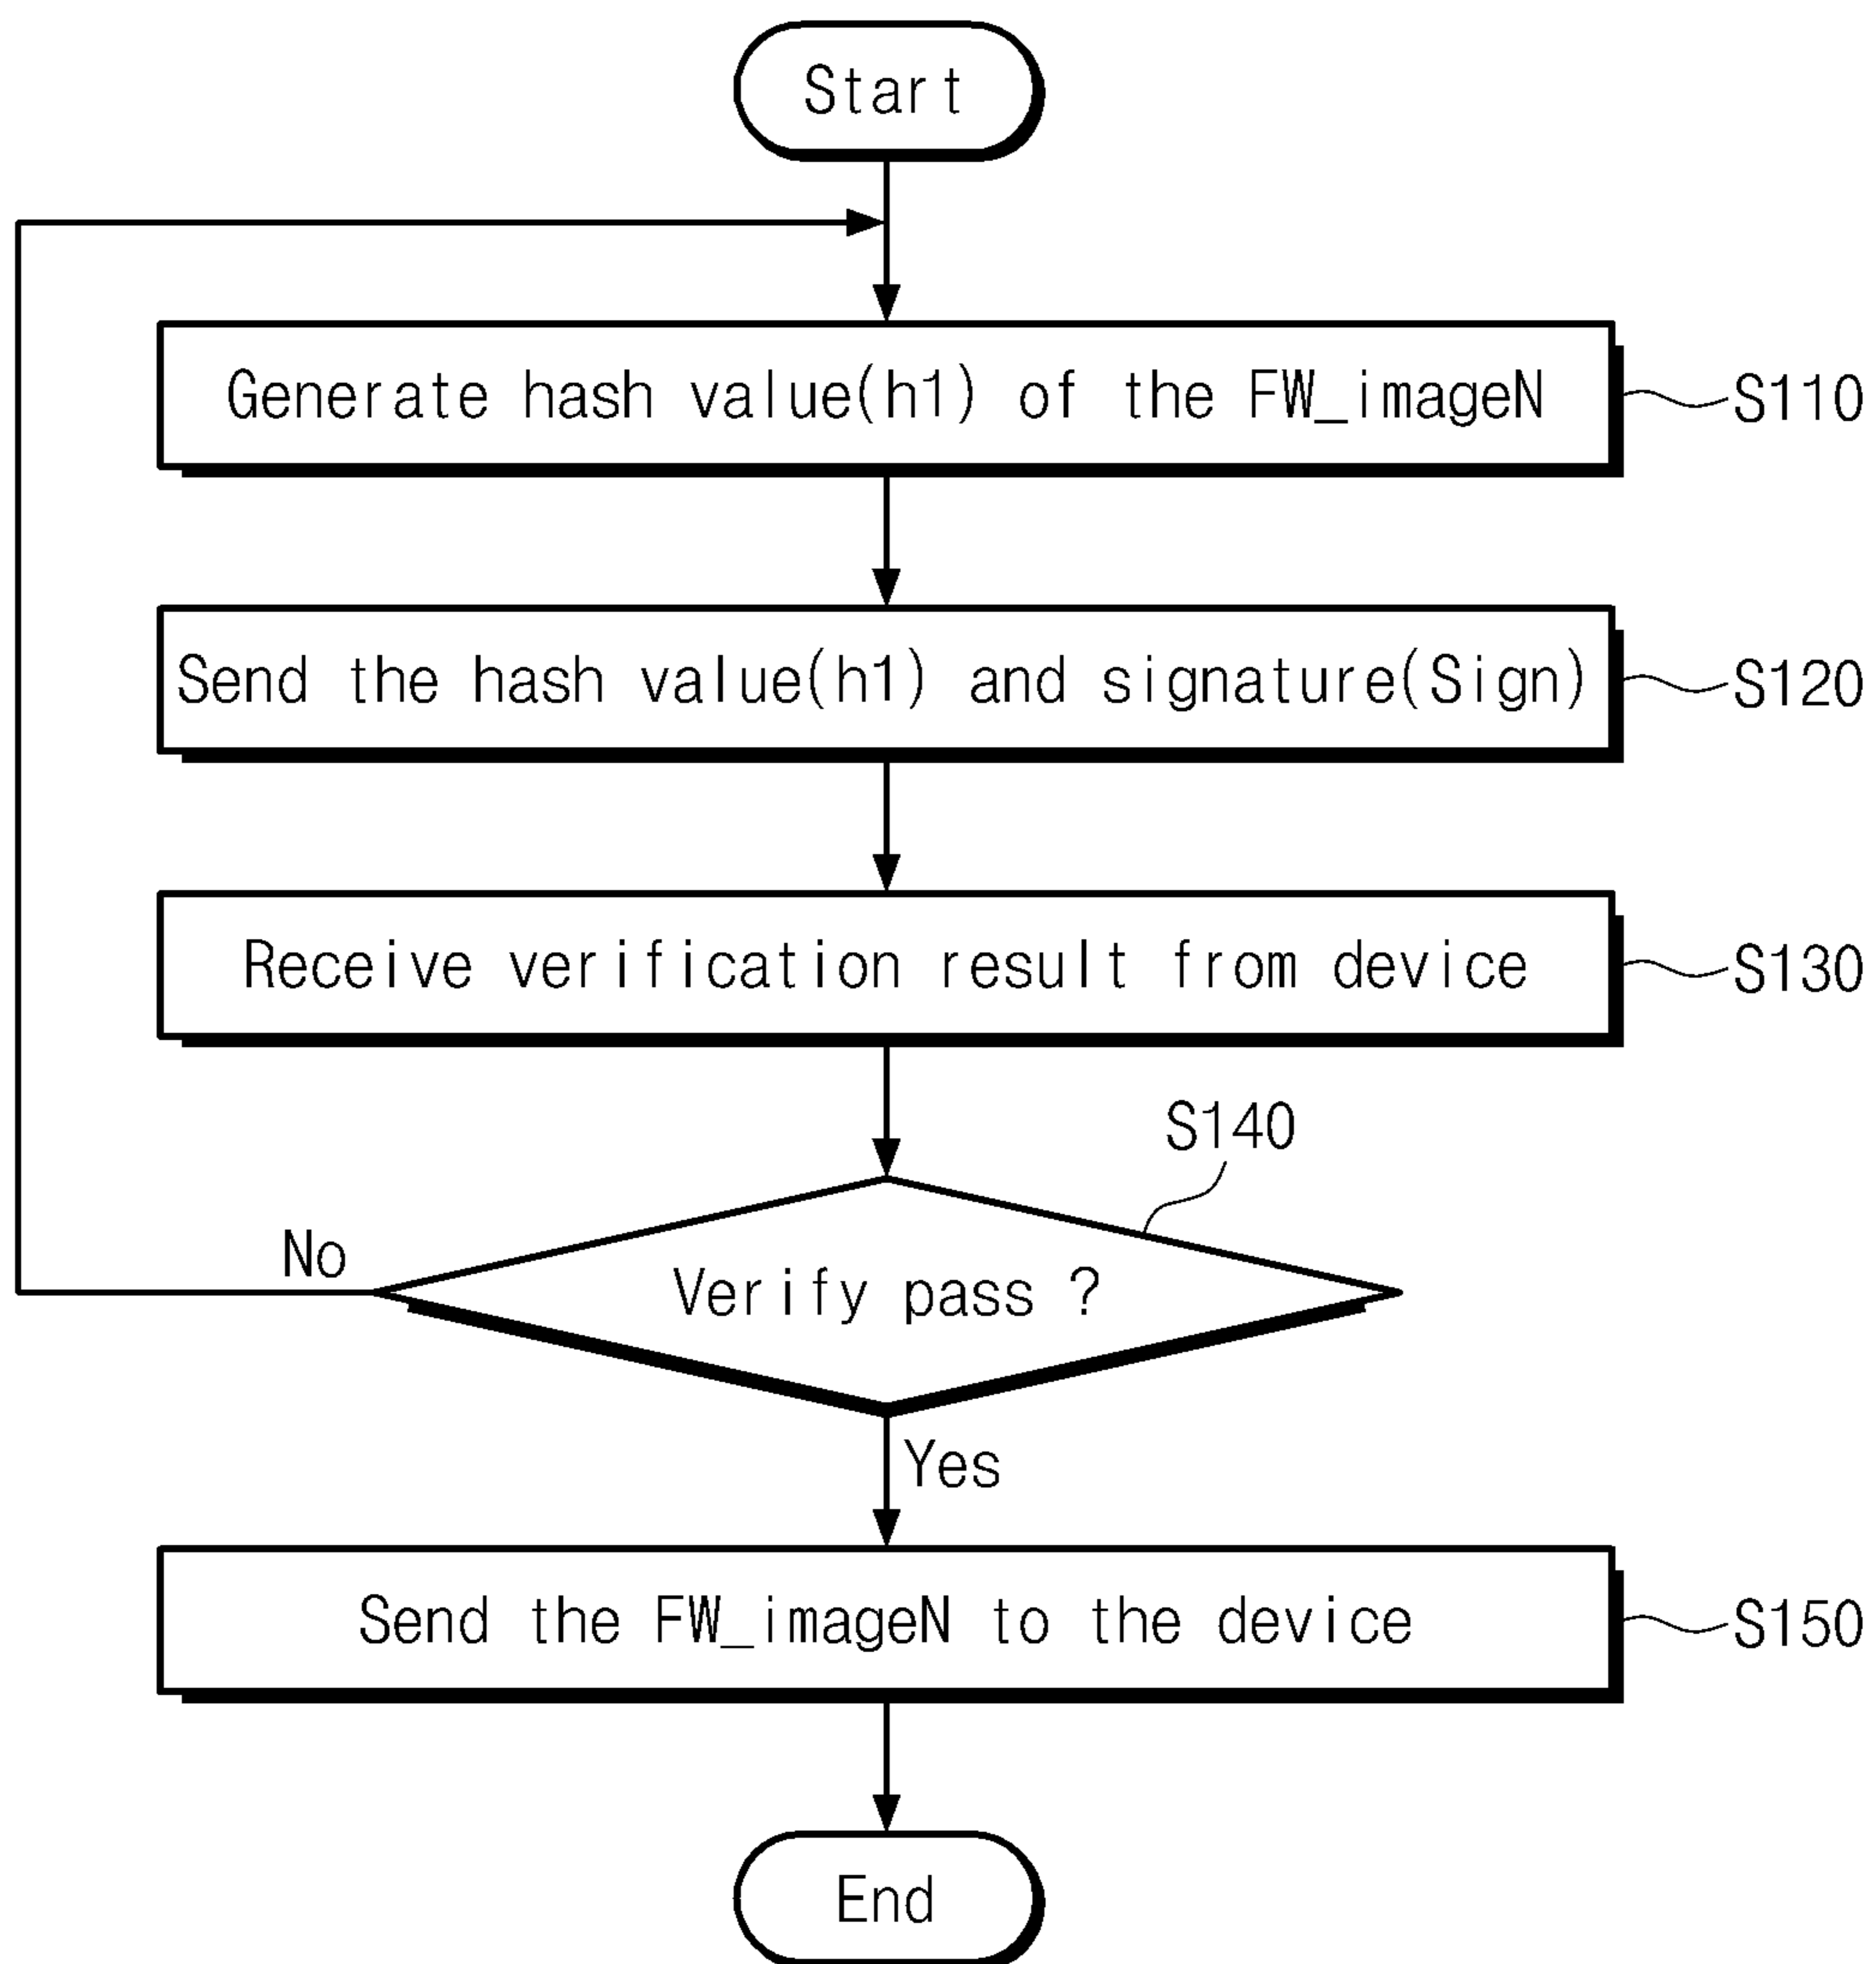 Start
Generate hash value(h1) of the FW_imageN
S110
Send the hash value(h1) and signature(Sign)
S120
Receive verification result from device
S130
S140
No
Verify pass ?
Yes
Send the FW_imageN to the device
S150
End